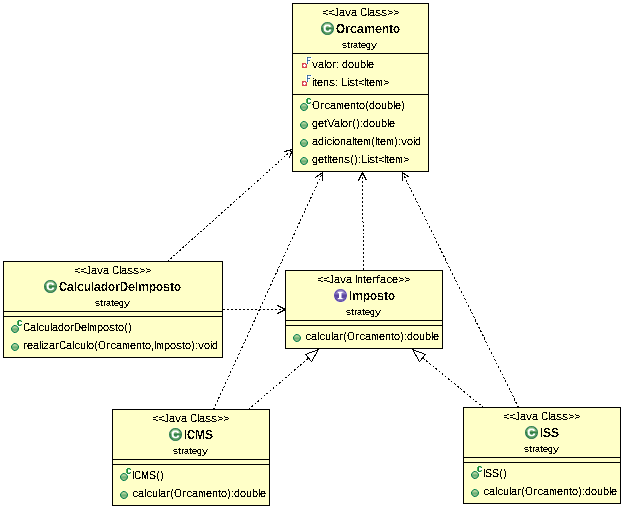 <<Java Class>>
Orcamento
strategy
valor: double
itens: List<Item>
Orcamento(double)
getValor():double
adicionaItem(Item):void
getItens():List<Item>
<<Java Class>>
CalculadorDeImposto
strategy
CalculadorDeImposto()
realizarCalculo(Orcamento,Imposto):void
<<Java Interface>>
Imposto
strategy
calcular(Orcamento):double
<<Java Class>>
ICMS
strategy
ICMS()
calcular(Orcamento):double
<<Java Class>>
ISS
strategy
ISS()
calcular(Orcamento):double